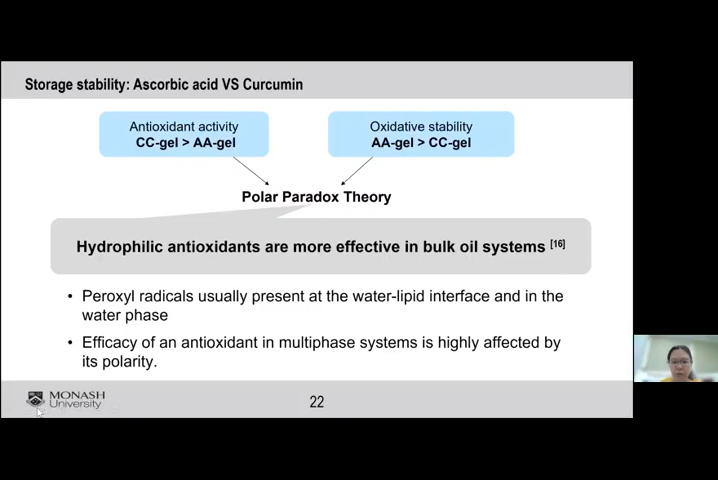 Storage stability: Ascorbic acid VS Curcumin
Antioxidant activity
CC-gel > AA-gel
Oxidative stability
AA-gel > CC-gel
Polar Paradox Theory
Hydrophilic antioxidants are more effective in bulk oil systems [16]
• Peroxyl radicals usually present at the water-lipid interface and in the
water phase
• Efficacy of an antioxidant in multiphase systems is highly affected by
its polarity.
MONASH
University
22